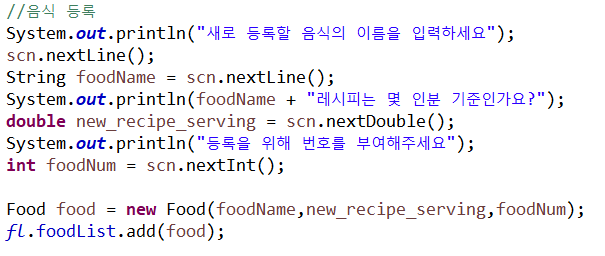 //음식 등록
System.out.println("새로 등록할 음식의 이름을 입력하세요");
scn.nextLine();
String foodName = scn.nextLine();
System.out.println(foodName + "레시피는 몇 인분 기준인가요?");
double new_recipe_serving = scn.nextDouble();
System.out.println("등록을 위해 번호를 부여해주세요");
int foodNum = scn.nextInt();
Food food = new Food(foodName,new_recipe_serving,foodNum);
fl.foodList.add(food);